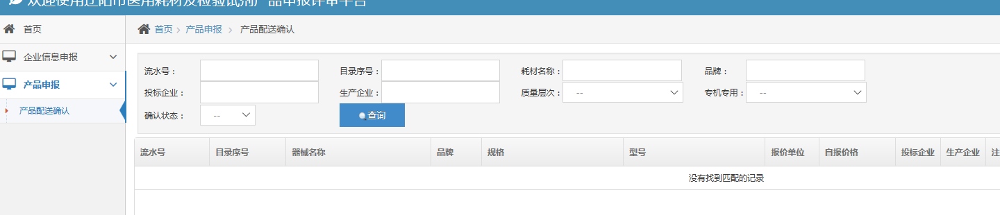 欢迎使用辽阳市医用耗材及检验试剂产品申报评审平台
首页
企业信息申报
产品申报
产品配送确认
首页 > 产品申报 > 产品配送确认
流水号： 目录序号： 耗材名称： 品牌：
投标企业： 生产企业： 质量层次： -- 专机专用： --
确认状态： -- 查询
流水号 目录序号 器械名称 品牌 规格 型号 报价单位 自报价格 投标企业 生产企业 注
没有找到匹配的记录